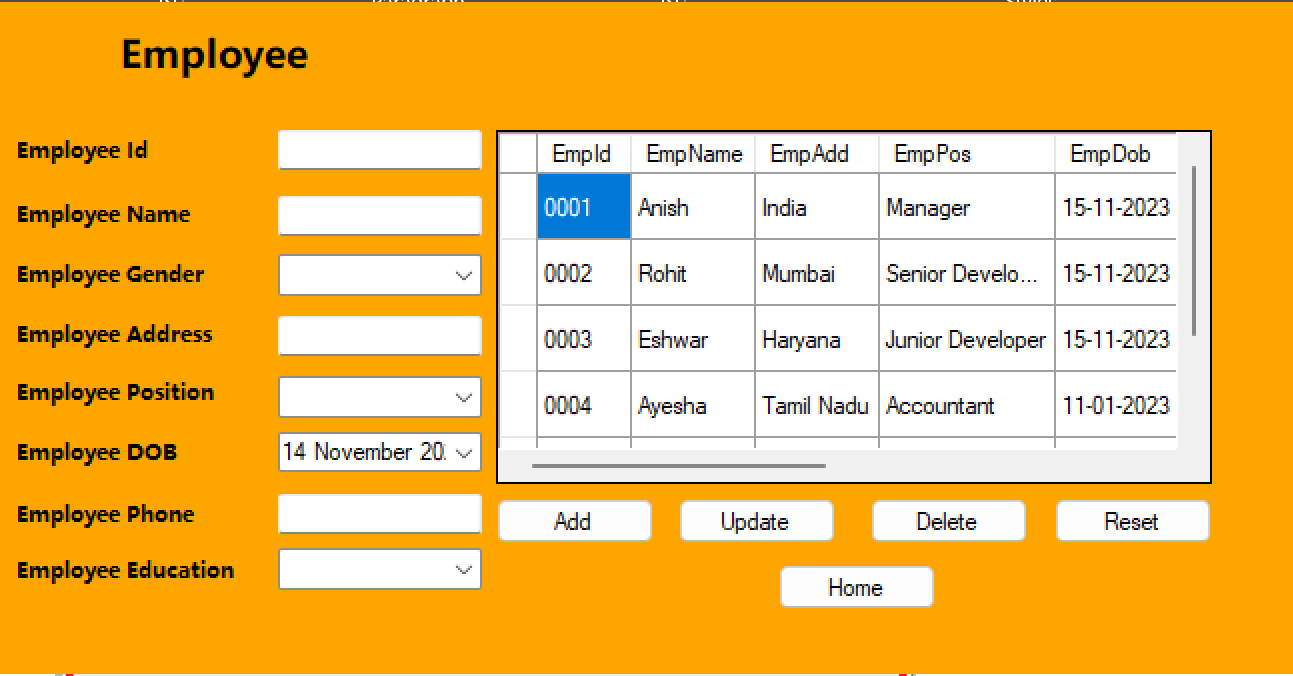 Employee
Employee Id
Employee Name
Employee Gender
Employee Address
Employee Position
Employee DOB
14 November 20
Employee Phone
Employee Education
EmpId EmpName EmpAdd EmpPos EmpDob
0001 Anish India Manager 15-11-2023
0002 Rohit Mumbai Senior Develo... 15-11-2023
0003 Eshwar Haryana Junior Developer 15-11-2023
0004 Ayesha Tamil Nadu Accountant 11-01-2023
Add Update Delete Reset
Home